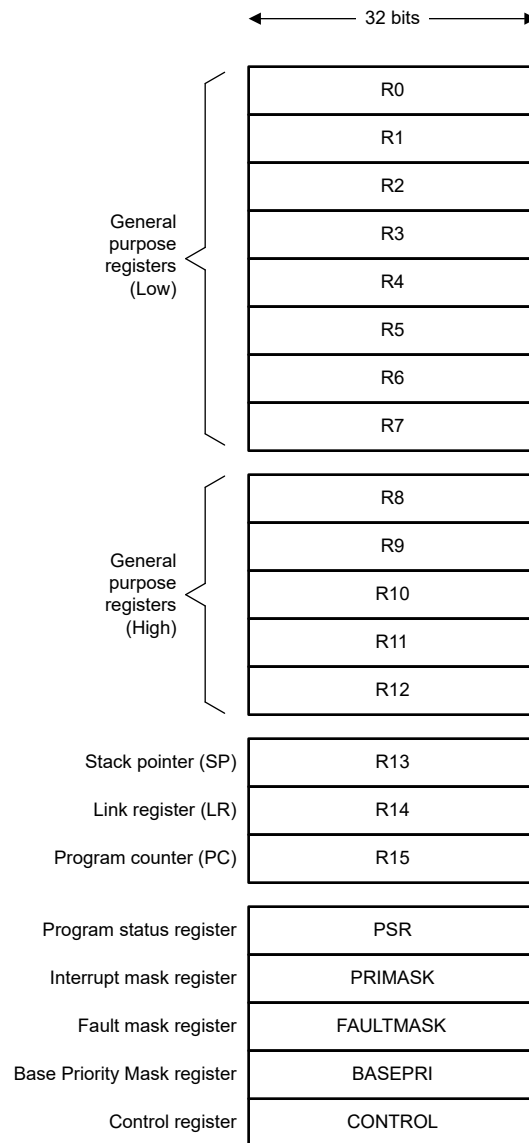 32 bits
R0
R1
R2
R3
R4
R5
R6
R7
General
purpose
registers
(Low)
R8
R9
R10
R11
R12
General
purpose
registers
(High)
Stack pointer (SP) R13
Link register (LR) R14
Program counter (PC) R15
Program status register PSR
Interrupt mask register PRIMASK
Fault mask register FAULTMASK
Base Priority Mask register BASEPRI
Control register CONTROL